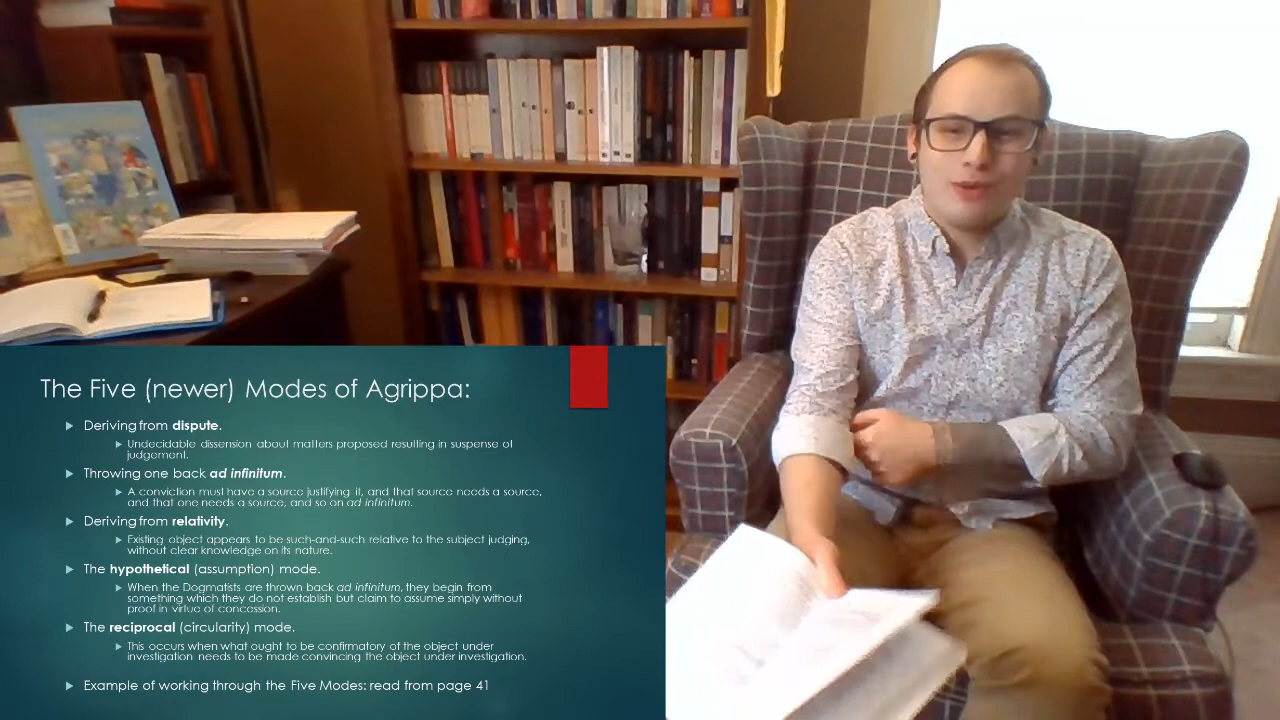 The Five (newer) Modes of Agrippa:
Deriving from dispute.
Undecidable dissension about matters proposed resulting in suspense of
judgement.
Throwing one back ad infinitum.
A conviction must have a source justifying it, and that source needs a source,
and that one needs a source, and so on ad infinitum.
Deriving from relativity.
Existing object appears to be such-and-such relative to the subject judging,
without clear knowledge on its nature.
The hypothetical (assumption) mode.
When the Dogmatists are thrown back ad infinitum, they begin from
something which they do not establish but claim to assume simply without
proof in virtue of concession.
The reciprocal (circularity) mode.
This occurs when what ought to be confirmatory of the object under
investigation needs to be made convincing the object under investigation.
Example of working through the Five Modes: read from page 41